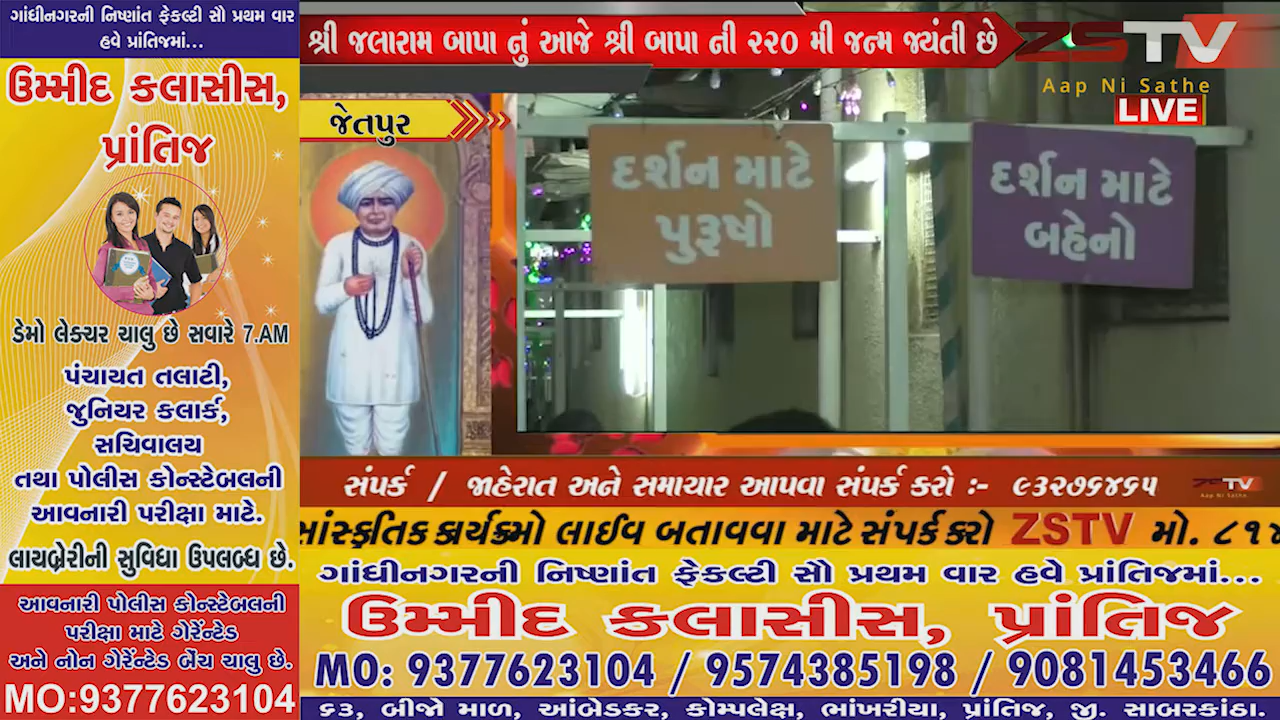 ગાંધીનગરની નિષ્ણાંત ફેકલ્ટી સૌ પ્રથમ વાર
હવે પ્રાંતિજમાં...
ઉમ્મીદ કલાસીસ,
પ્રાંતિજ
ડેમો લેક્ચર ચાલુ છે સવારે 7.AM
પંચાયત તલાટી,
જુનિયર કલાર્ક,
સચિવાલય
તથા પોલીસ કોન્સ્ટેબલની
આવનારી પરીક્ષા માટે.
લાયબ્રેરીની સુવિધા ઉપલબ્ધ છે.
આવનારી પોલીસ કોન્સ્ટેબલની
પરીક્ષા માટે ગેરેંન્ટેડ
અને નોન ગેરેંન્ટેડ બેંચ ચાલુ છે.
MO:9377623104
શ્રી જલારામ બાપા નું આજે શ્રી બાપા ની ૨૨૦ મી જન્મ જ્યંતી છે
ZSTV
Aap Ni Sathe
LIVE
જેતપુર
દર્શન માટે
પુરૂષો
દર્શન માટે
બહેનો
સંપર્ક / જાહેરાત અને સમાચાર આપવા સંપર્ક કરો :- ૯૩૨૭૬૪૬૫
ZSTV
Aap Ni Sathe
સાંસ્કૃતિક કાર્યક્રમો લાઈવ બતાવવા માટે સંપર્ક કરો ZSTV મો. ૮૧૪
ગાંધીનગરની નિષ્ણાંત ફેકલ્ટી સૌ પ્રથમ વાર હવે પ્રાંતિજમાં...
ઉમ્મીદ કલાસીસ, પ્રાંતિજ
MO: 9377623104 / 9574385198 / 9081453466
૬૩, બીજો માળ, આંબેડકર, કોમ્પલેક્ષ, ભાંખરીયા, પ્રાંતિજ, જી. સાબરકાંઠા.